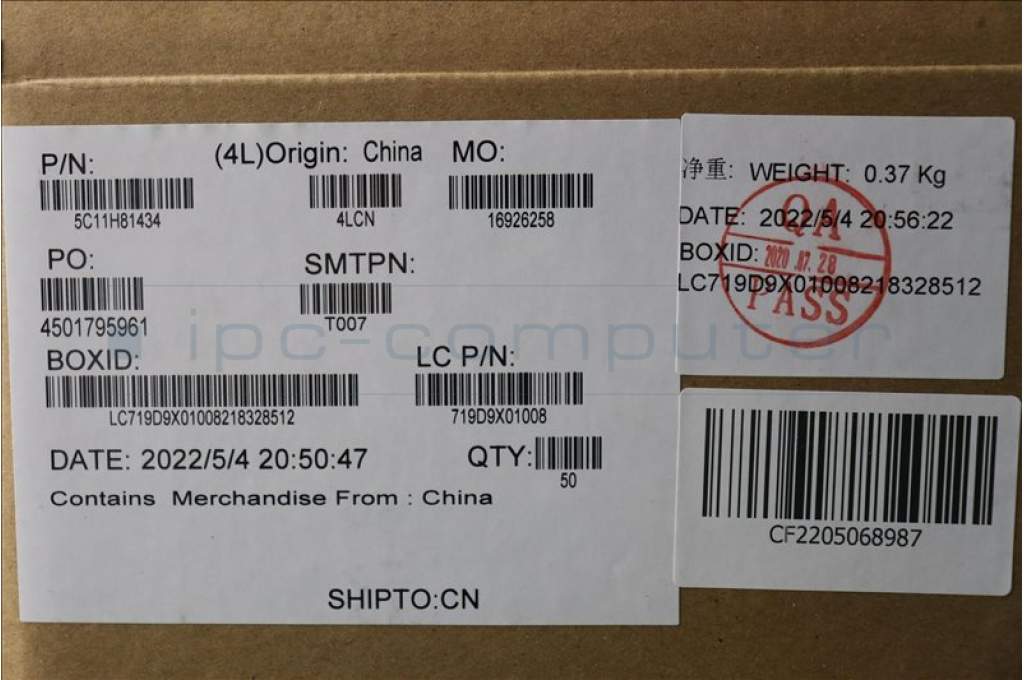 P/N:
5C11H81434
(4L)Origin: China
4LCN
MO:
16926258
PO:
4501795961
SMTPN:
T007
BOXID:
LC719D9X01008218328512
LC P/N:
719D9X01008
DATE: 2022/5/4 20:50:47
QTY:
50
Contains Merchandise From : China
SHIPTO:CN
净重: WEIGHT: 0.37 Kg
DATE: 2022/5/4 20:56:22
BOXID:
LC719D9X01008218328512
QA
2020.07.28
PASS
CF2205068987
ipc-computer